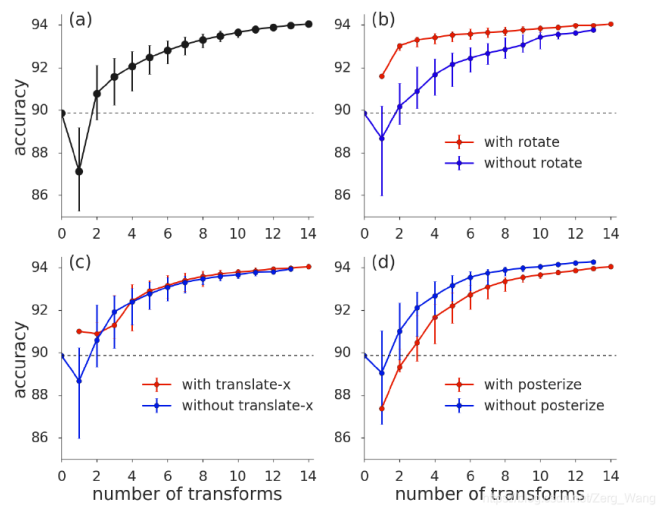 (a)
94
92
90
88
86
accuracy
0 2 4 6 8 10 12 14
(b)
94
92
90
88
86
with rotate
without rotate
0 2 4 6 8 10 12 14
(c)
94
92
90
88
86
accuracy
with translate-x
without translate-x
0 2 4 6 8 10 12 14
number of transforms
(d)
94
92
90
88
86
with posterize
without posterize
0 2 4 6 8 10 12 14
number of transforms
/Zerg_Wang